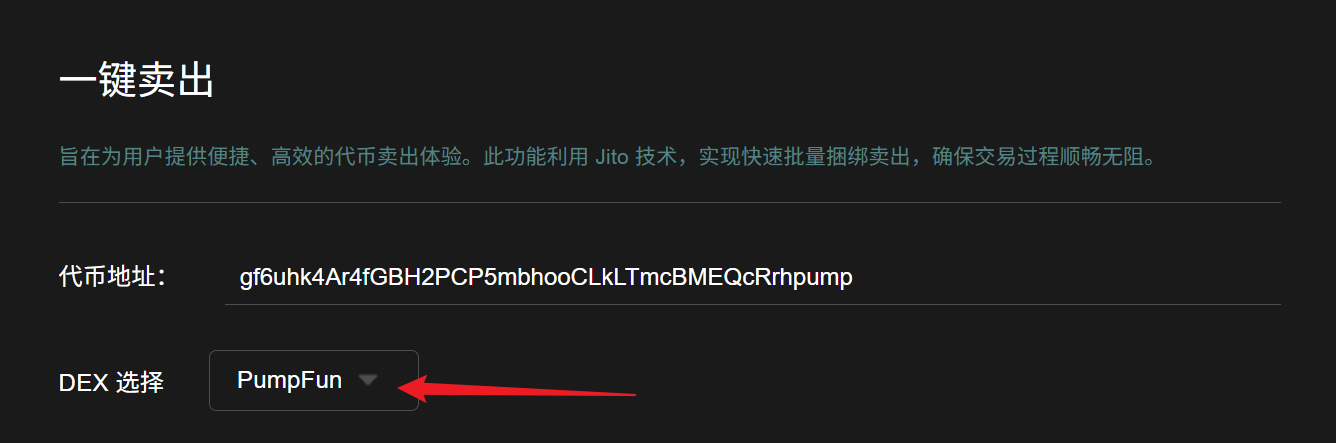 一键卖出
旨在为用户提供便捷、高效的代币卖出体验。此功能利用 Jito 技术，实现快速批量捆绑卖出，确保交易过程顺畅无阻。
代币地址：
gf6uhk4Ar4fGBH2PCP5mbhooCLkLTmcBMEQcRrhpump
DEX 选择
PumpFun